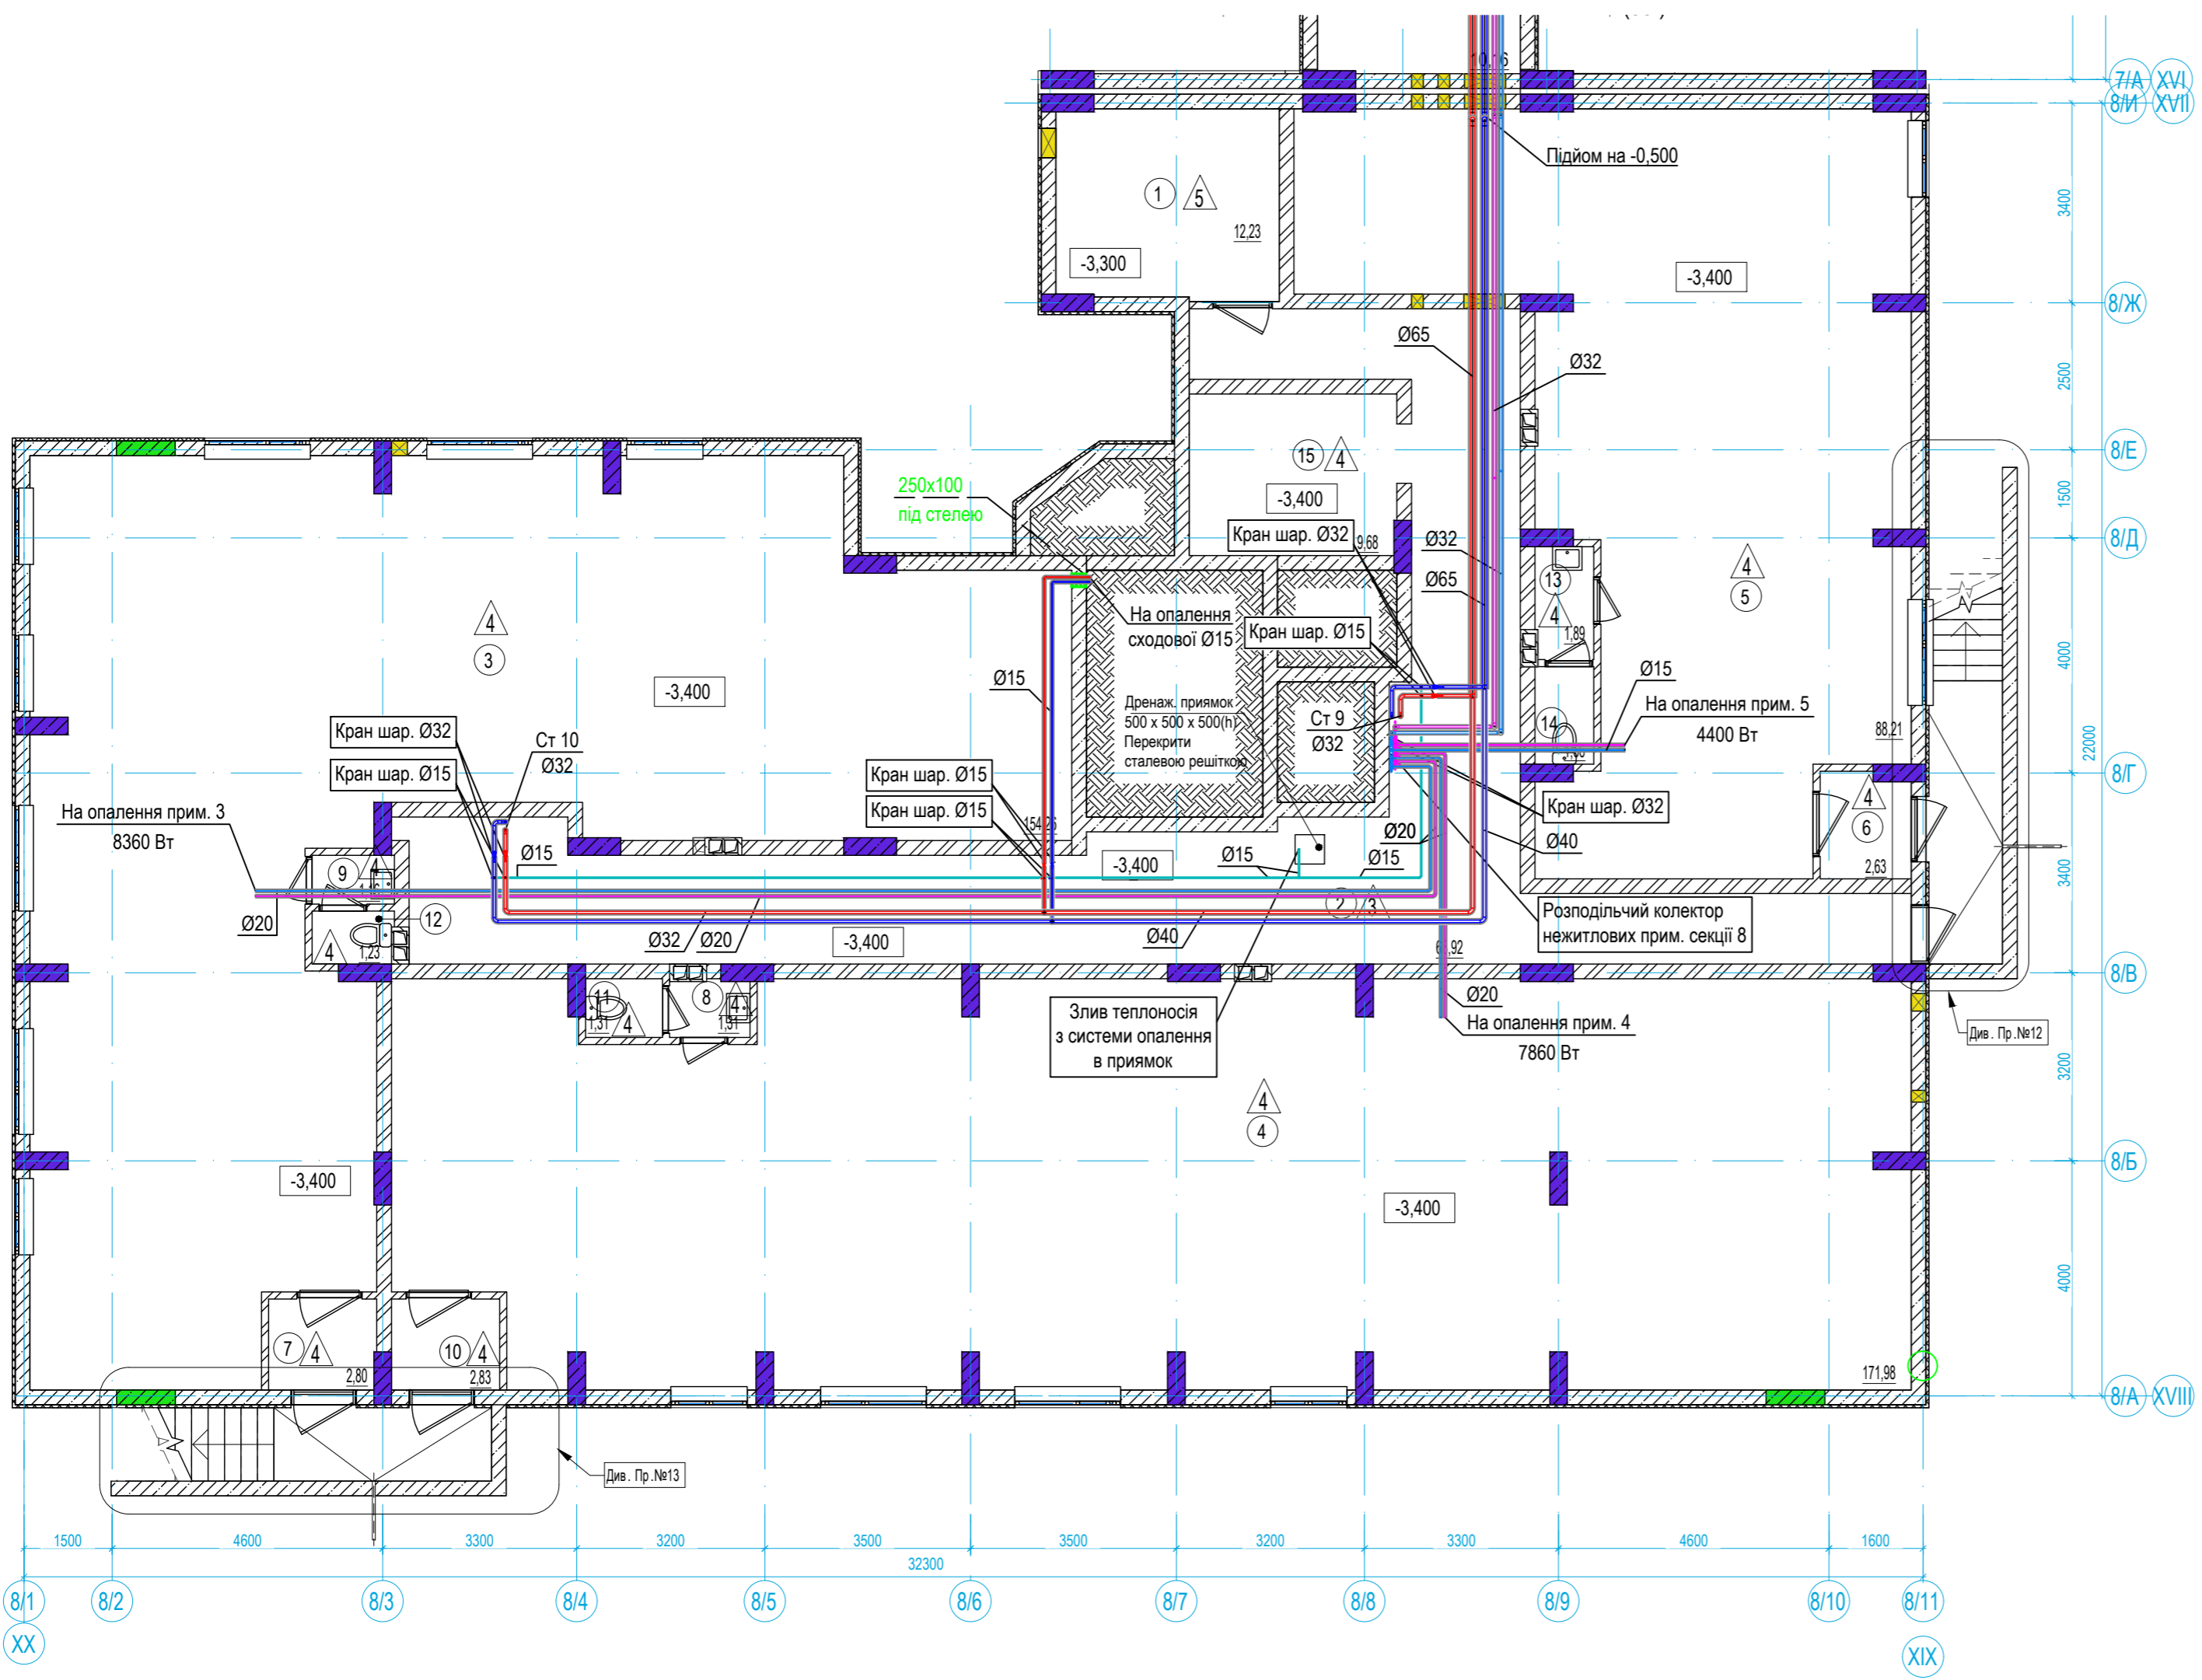 10,16
7/А
XVI
8/И
XVII
Підйом на -0,500
1
5
12,23
-3,300
-3,400
3400
8/Ж
Ø65
Ø32
2500
15
4
8/Е
250х100
під стелею
-3,400
1500
Кран шар. Ø32
9,68
Ø32
8/Д
Ø65
13
4
1,89
4
5
На опалення
сходової Ø15
Кран шар. Ø15
4
3
-3,400
Ø15
4000
Ø15
На опалення прим. 5
4400 Вт
Дренаж. приямок
500 х 500 х 500(h)
Перекрити
сталевою решіткою
Ст 9
Ø32
14
88,21
22000
Кран шар. Ø32
Ст 10
Ø32
Кран шар. Ø15
Кран шар. Ø15
8/Г
На опалення прим. 3
8360 Вт
Кран шар. Ø15
Кран шар. Ø32
4
6
Ø20
Ø40
9
4
Ø15
-3,400
Ø15
Ø15
2,63
3400
Ø20
12
4
1,23
2
3
Розподільчий колектор
нежитлових прим. секції 8
Ø32
Ø20
-3,400
Ø40
8/В
11
4
1,31
8
4
1,31
Ø20
Злив теплоносія
з системи опалення
в приямок
На опалення прим. 4
7860 Вт
Див. Пр.№12
3200
4
4
8/Б
-3,400
-3,400
4000
7
4
2,80
10
4
2,83
171,98
8/А
XVIII
Див. Пр.№13
1500
4600
3300
3200
3500
3500
3200
3300
4600
1600
32300
8/1
8/2
8/3
8/4
8/5
8/6
8/7
8/8
8/9
8/10
8/11
XX
XIX